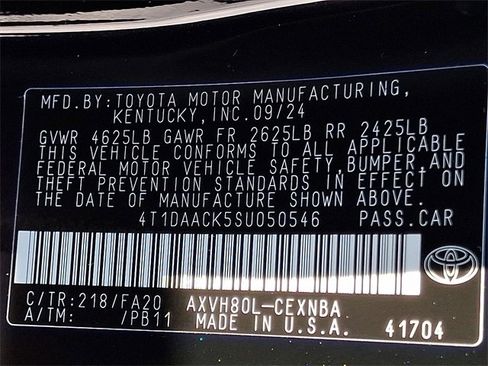 MFD.BY:TOYOTA MOTOR MANUFACTURING,
KENTUCKY, INC.09/24
GVWR 4625LB GAWR FR 2625LB RR 2425LB
THIS VEHICLE CONFORMS TO ALL APPLICABLE
FEDERAL MOTOR VEHICLE SAFETY, BUMPER, AND
THEFT PREVENTION STANDARDS IN EFFECT ON
THE DATE OF MANUFACTURE SHOWN ABOVE.
4T1DAACK5SU050546 PASS.CAR
C/TR:218/FA20 AXVH80L-CEXNBA
A/TM: /PB11 MADE IN U.S.A. 41704